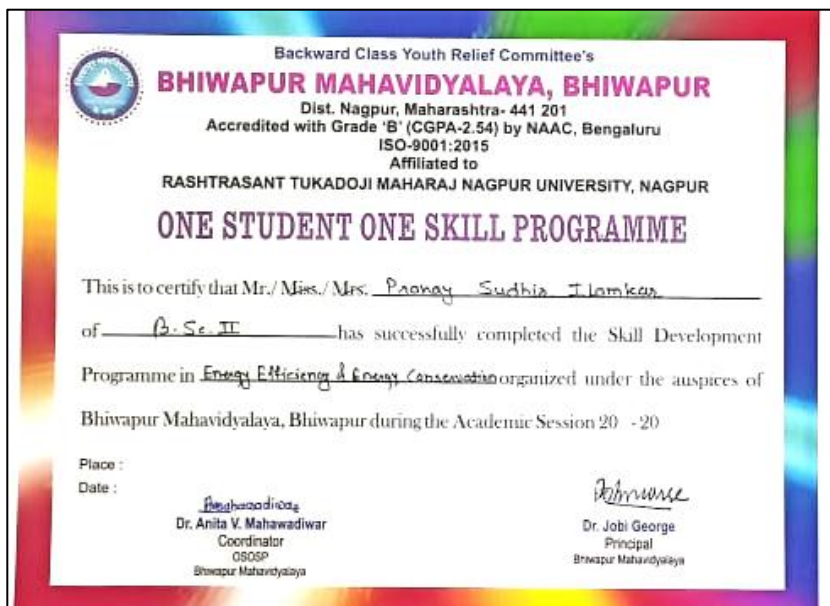 Backward Class Youth Relief Committee's
BHIWAPUR MAHAVIDYALAYA, BHIWAPUR
Dist. Nagpur, Maharashtra- 441 201
Accredited with Grade 'B' (CGPA-2.54) by NAAC, Bengaluru
ISO-9001:2015
Affiliated to
RASHTRASANT TUKADOJI MAHARAJ NAGPUR UNIVERSITY, NAGPUR
ONE STUDENT ONE SKILL PROGRAMME
This is to certify that Mr./ Miss./ Mrs. Pranay Sudhir Ilamkar
of B.Sc. II has successfully completed the Skill Development
Programme in Energy Efficiency & Energy Conservation organized under the auspices of
Bhiwapur Mahavidyalaya, Bhiwapur during the Academic Session 20 - 20
Place :
Date :
Dr. Anita V. Mahawadiwar
Coordinator
OSOSP
Bhiwapur Mahavidyalaya
Dr. Jobi George
Principal
Bhiwapur Mahavidyalaya